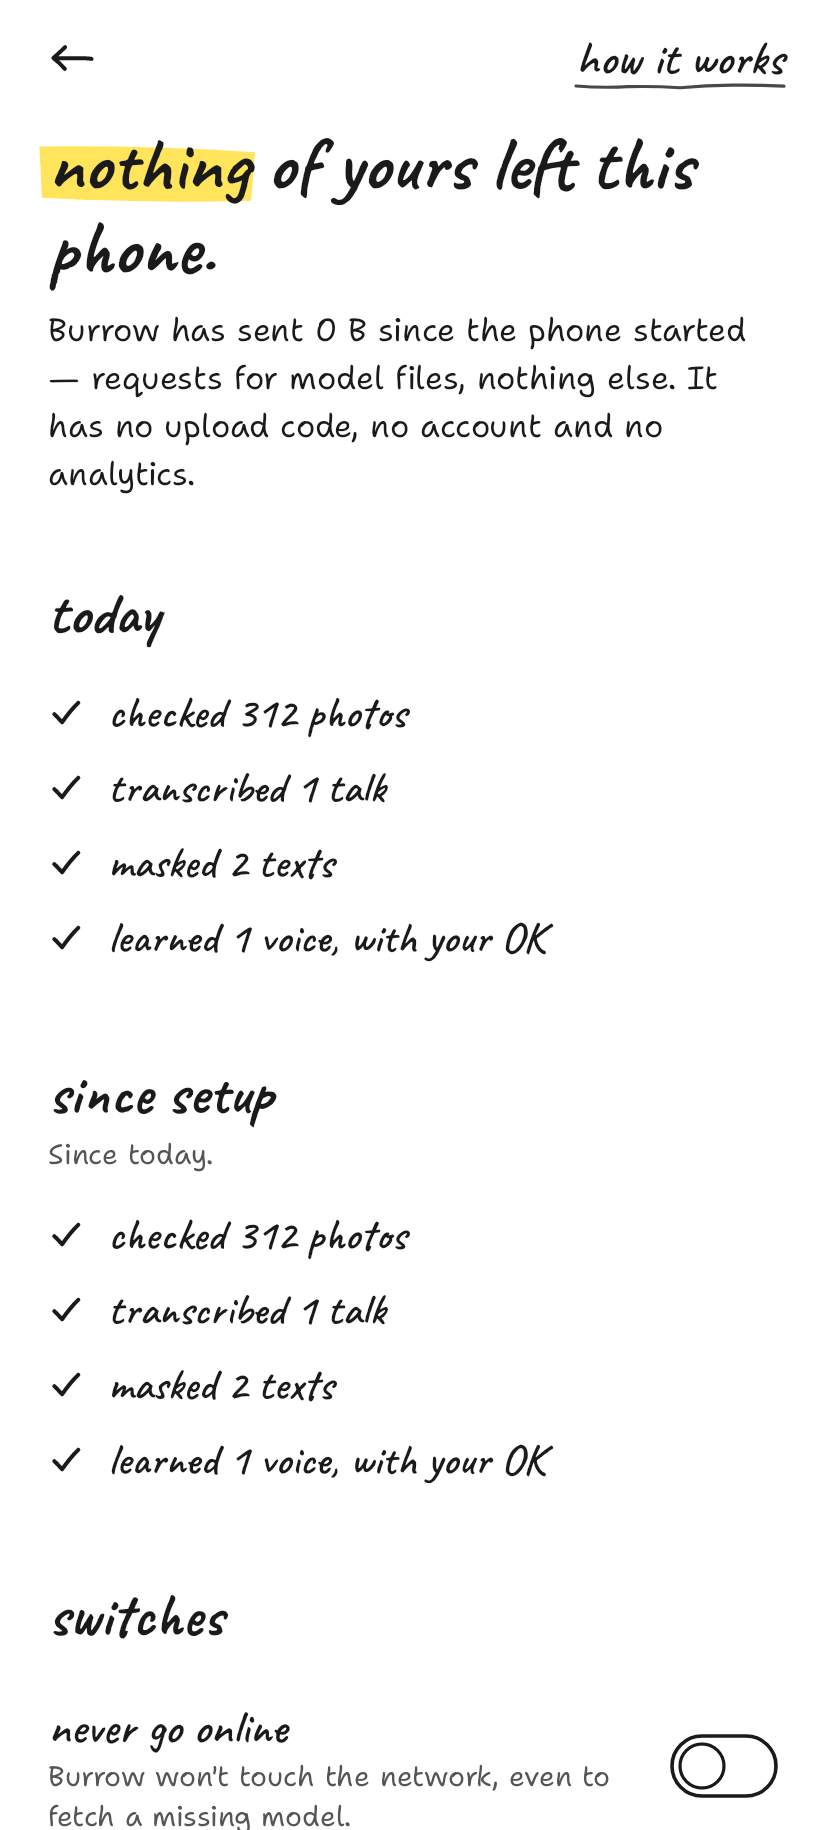 how it works
nothing of yours left this
phone.
Burrow has sent 0 B since the phone started
— requests for model files, nothing else. It
has no upload code, no account and no
analytics.
today
checked 312 photos
transcribed 1 talk
masked 2 texts
learned 1 voice, with your OK
since setup
Since today.
checked 312 photos
transcribed 1 talk
masked 2 texts
learned 1 voice, with your OK
switches
never go online
Burrow won't touch the network, even to
fetch a missing model.